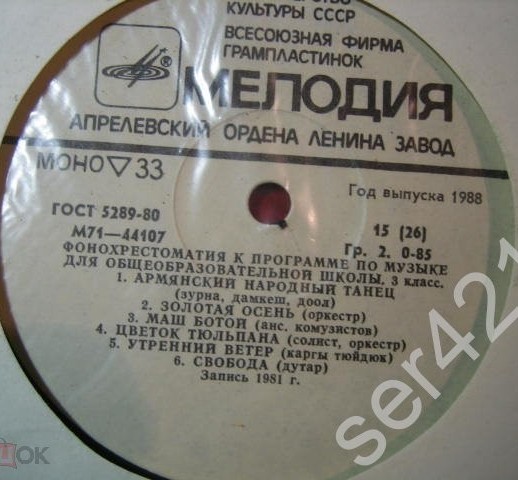 КУЛЬТУРЫ СССР
ВСЕСОЮЗНАЯ ФИРМА
ГРАМПЛАСТИНОК
®
МЕЛОДИЯ
АПРЕЛЕВСКИЙ ОРДЕНА ЛЕНИНА ЗАВОД
МОНО ▽ 33
Год выпуска 1988
ГОСТ 5289-80
15 (26)
М71—44107
Гр. 2. 0-85
ФОНОХРЕСТОМАТИЯ К ПРОГРАММЕ ПО МУЗЫКЕ
ДЛЯ ОБЩЕОБРАЗОВАТЕЛЬНОЙ ШКОЛЫ, 3 класс.
1. АРМЯНСКИЙ НАРОДНЫЙ ТАНЕЦ
(зурна, дамкеш, доол)
2. ЗОЛОТАЯ ОСЕНЬ (оркестр)
3. МАШ БОТОЙ (анс. комузистов)
4. ЦВЕТОК ТЮЛЬПАНА (солист, оркестр)
5. УТРЕННИЙ ВЕТЕР (каргы тюйдюк)
6. СВОБОДА (дутар)
Запись 1981 г.
ser421